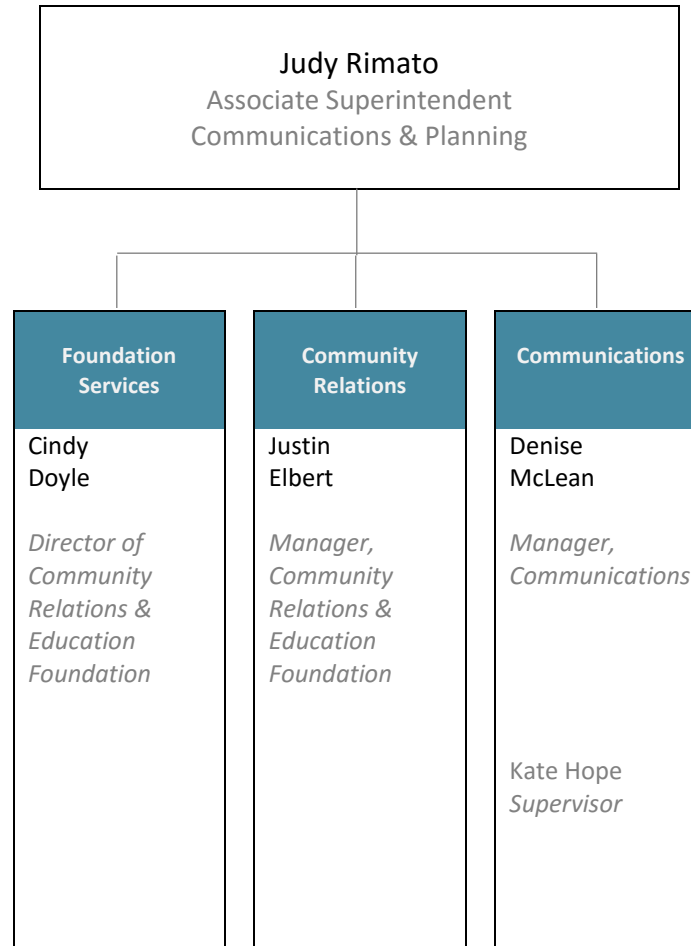 Judy Rimato
Associate Superintendent
Communications & Planning
Foundation
Services
Cindy
Doyle
Director of
Community
Relations &
Education
Foundation
Community
Relations
Justin
Elbert
Manager,
Community
Relations &
Education
Foundation
Communications
Denise
McLean
Manager,
Communications
Kate Hope
Supervisor